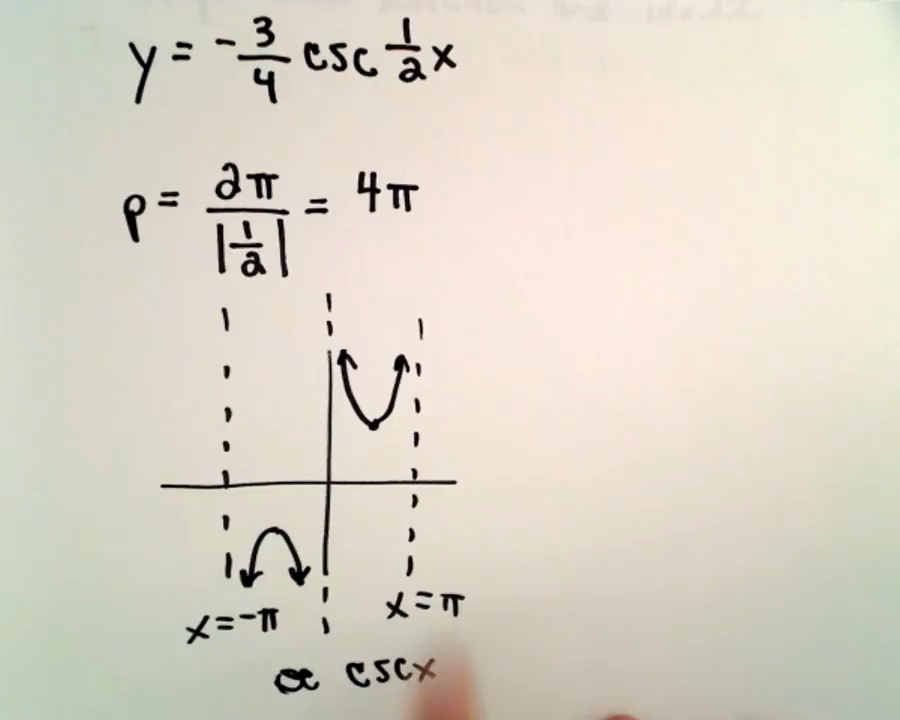 y = -3/4 csc 1/2 x
p = 2π/|1/2| = 4π
x = -π
x = π
csc x